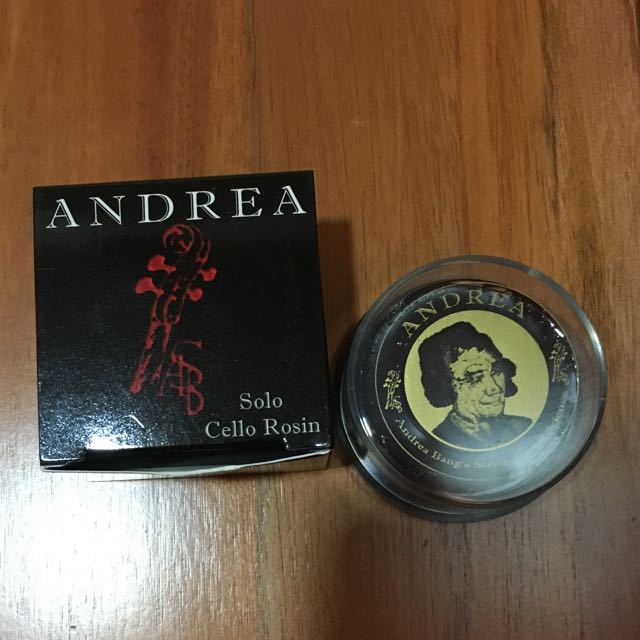 ANDREA
Solo
Cello Rosin
ANDREA
Andrea Bang's